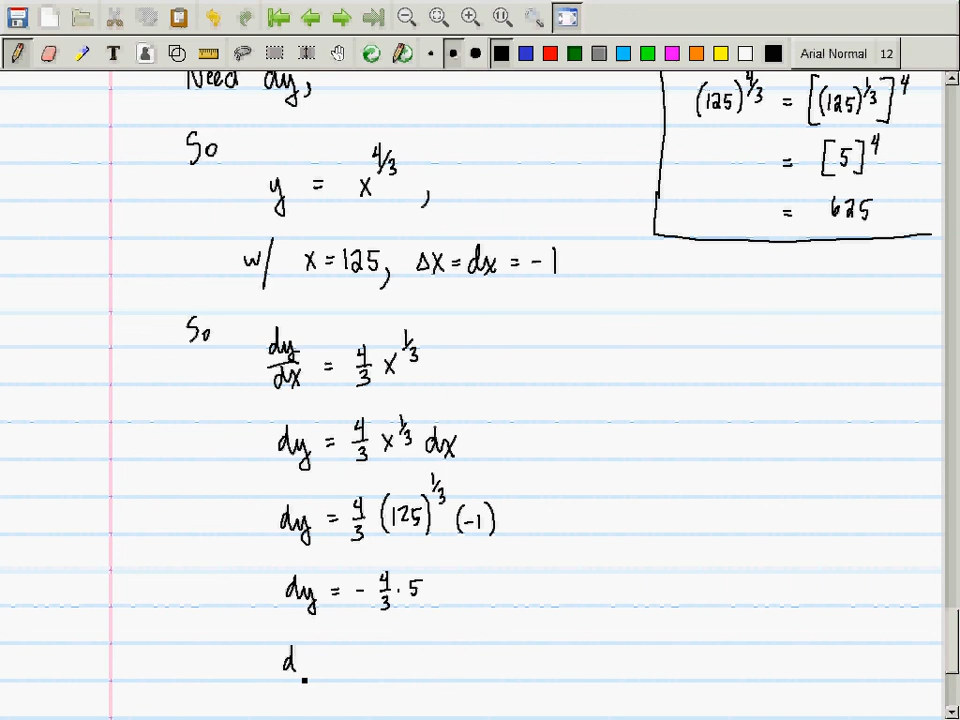 Arial Normal 12
Need dy,
So
y = x^{4/3},
w/ x = 125, Δx = dx = -1
So
dy/dx = 4/3 x^{1/3}
dy = 4/3 x^{1/3} dx
dy = 4/3 (125)^{1/3} (-1)
dy = - 4/3 · 5
d
(125)^{4/3} = [(125)^{1/3}]^4
= [5]^4
= 625